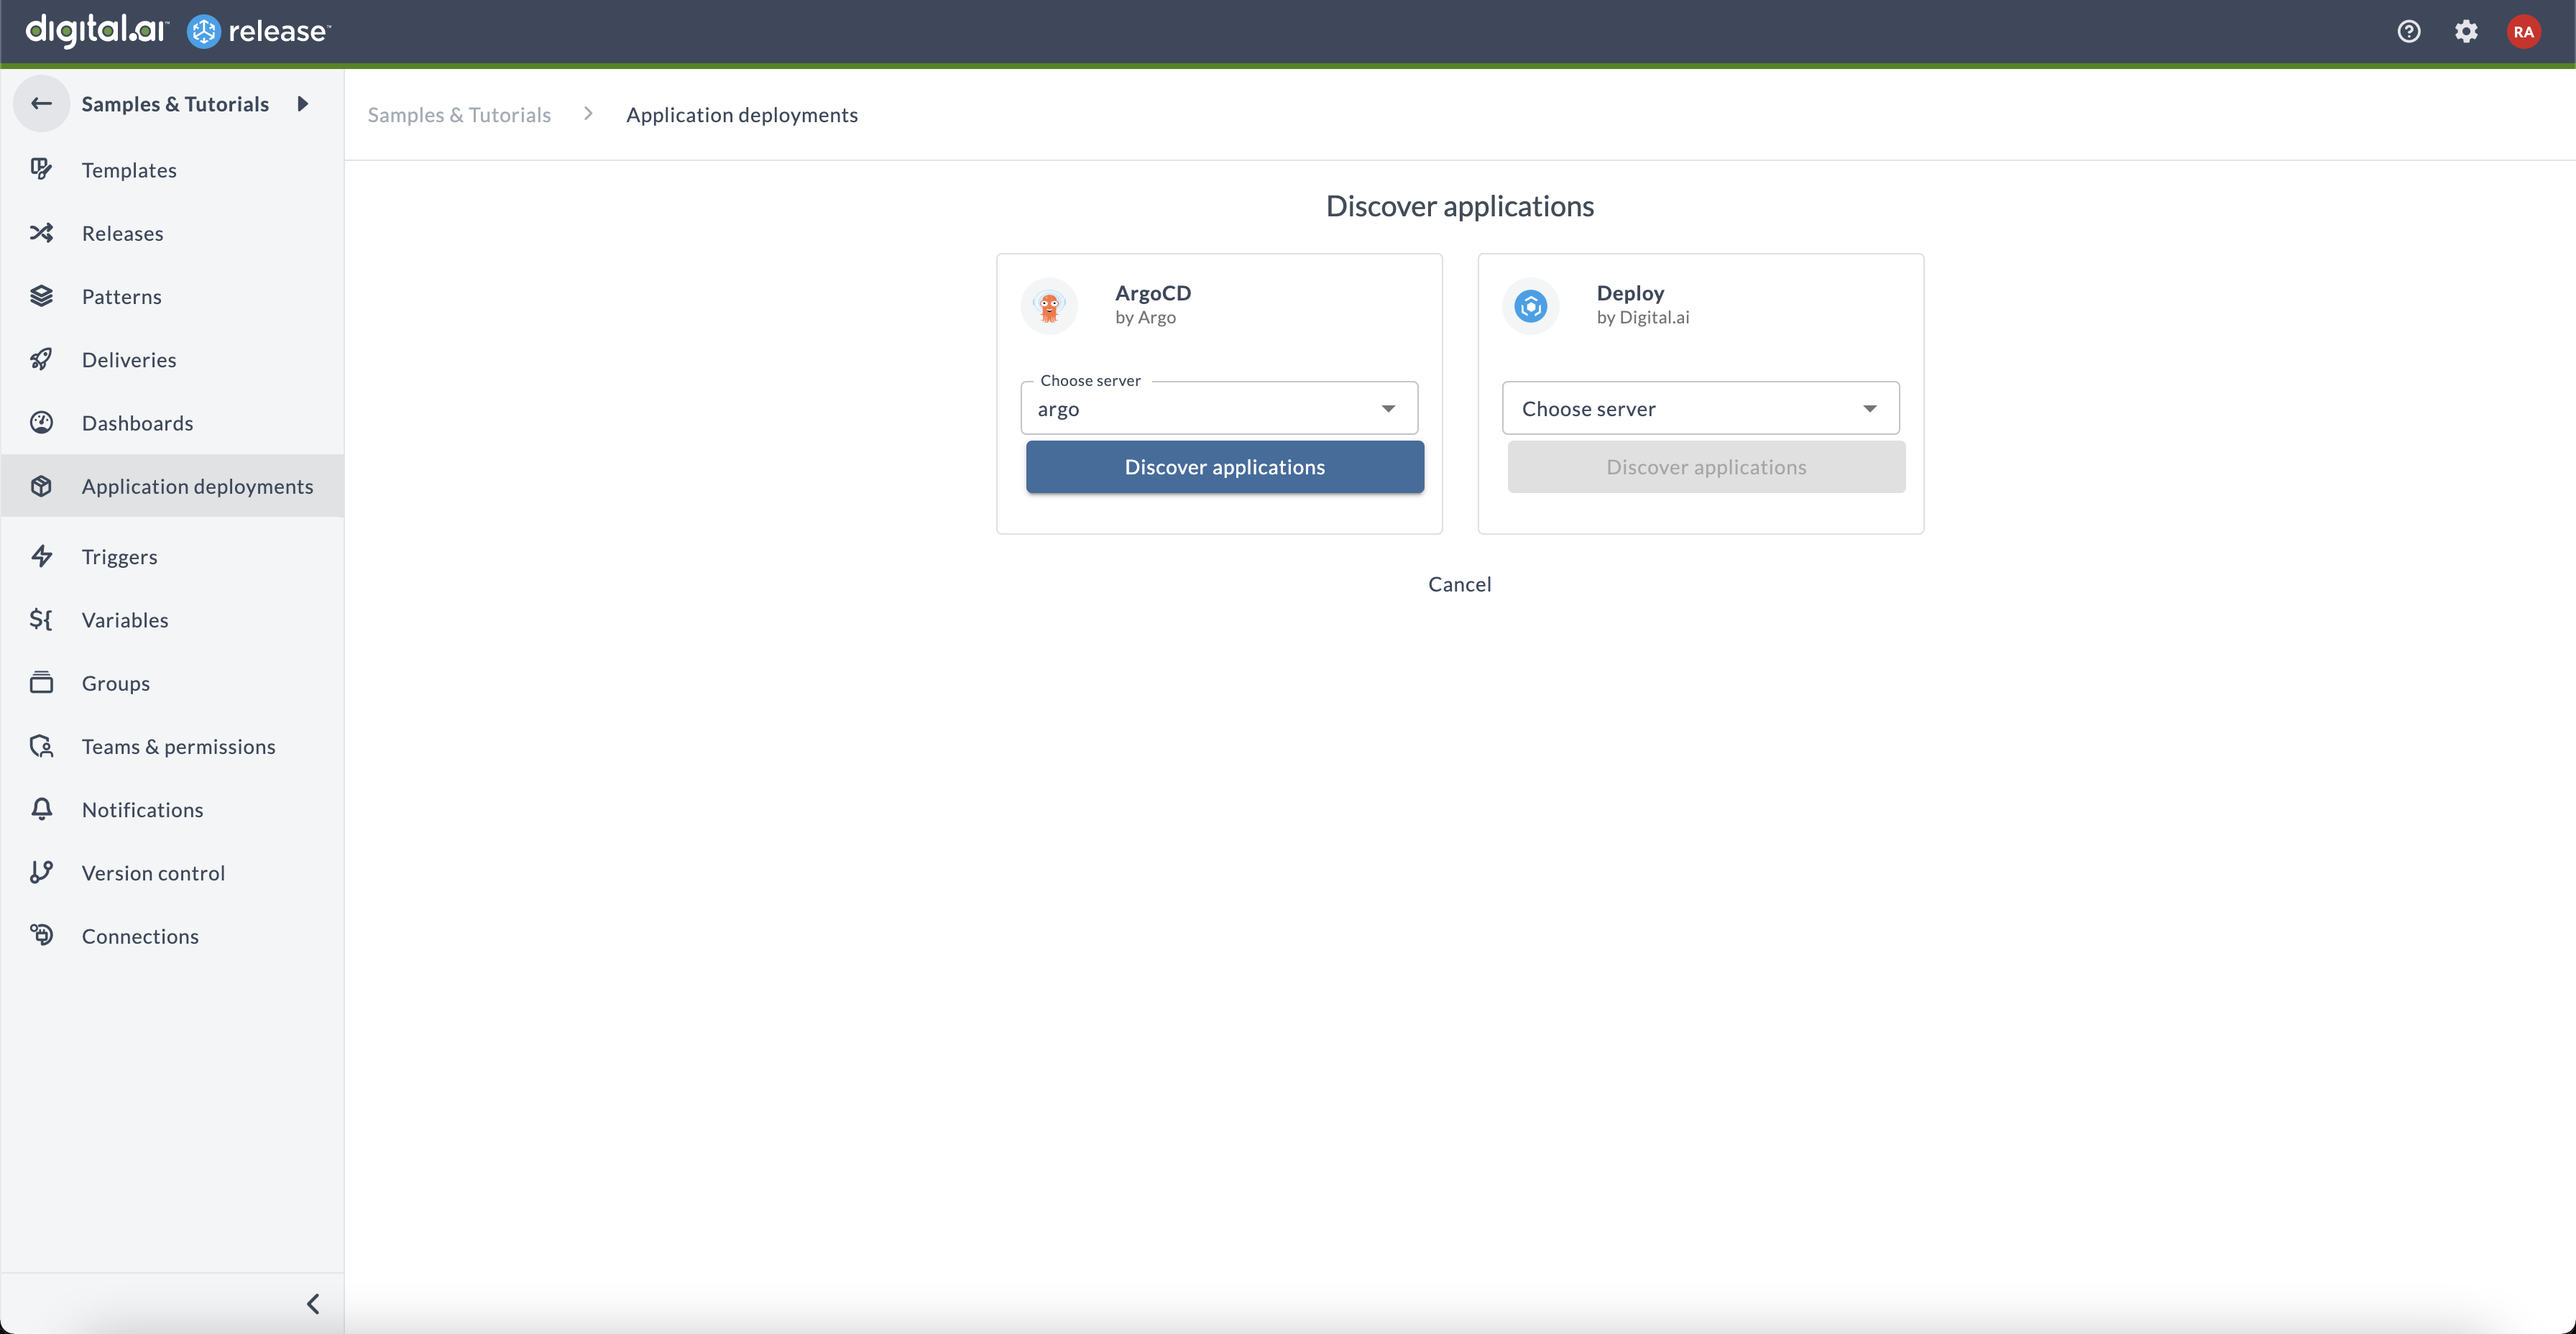 digital.ai™ release™
RA
Samples & Tutorials
Templates
Releases
Patterns
Deliveries
Dashboards
Application deployments
Triggers
Variables
Groups
Teams & permissions
Notifications
Version control
Connections
Samples & Tutorials > Application deployments
Discover applications
ArgoCD
by Argo
Choose server
argo
Discover applications
Deploy
by Digital.ai
Choose server
Discover applications
Cancel